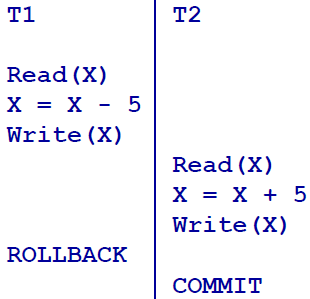 T1 T2
Read(X)
X = X - 5
Write(X)
Read(X)
X = X + 5
Write(X)
ROLLBACK
COMMIT